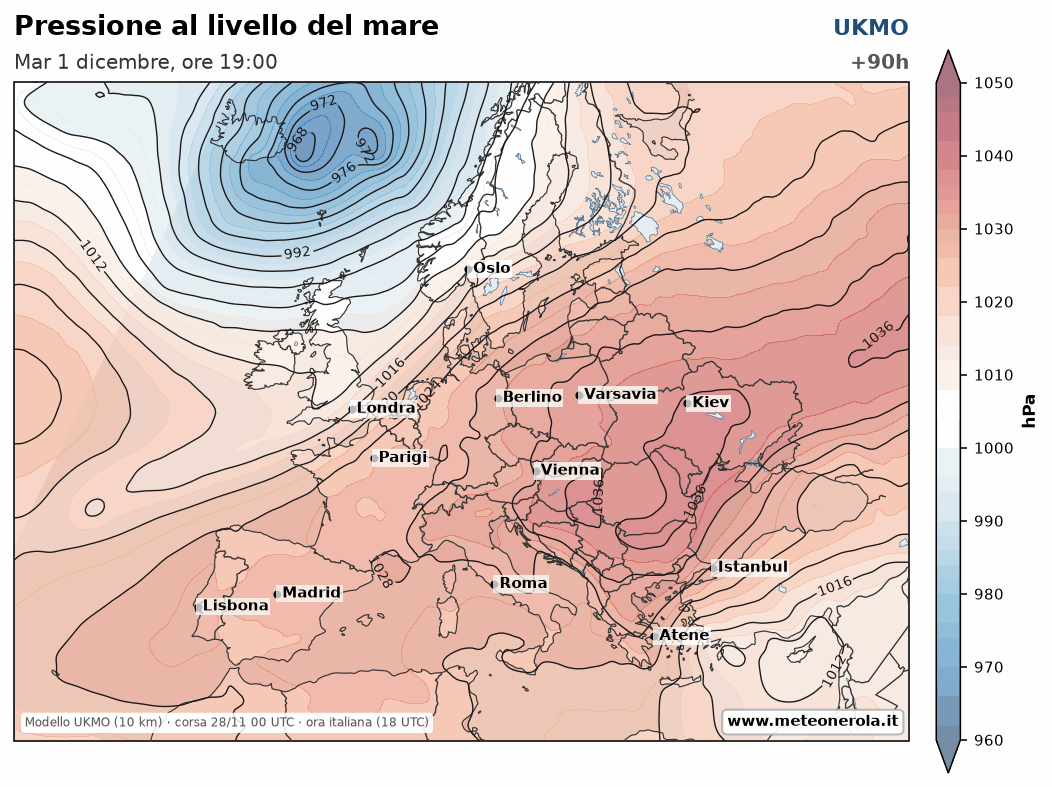 Pressione al livello del mare
UKMO
Mar 1 dicembre, ore 19:00
+90h
972
968
972
976
992
1012
1016
1024
1036
1036
1036
1028
1016
1012
Oslo
Londra
Berlino
Varsavia
Kiev
Parigi
Vienna
Istanbul
Roma
Madrid
Lisbona
Atene
Modello UKMO (10 km) · corsa 28/11 00 UTC · ora italiana (18 UTC)
www.meteonerola.it
1050
1040
1030
1020
1010
1000
990
980
970
960
hPa